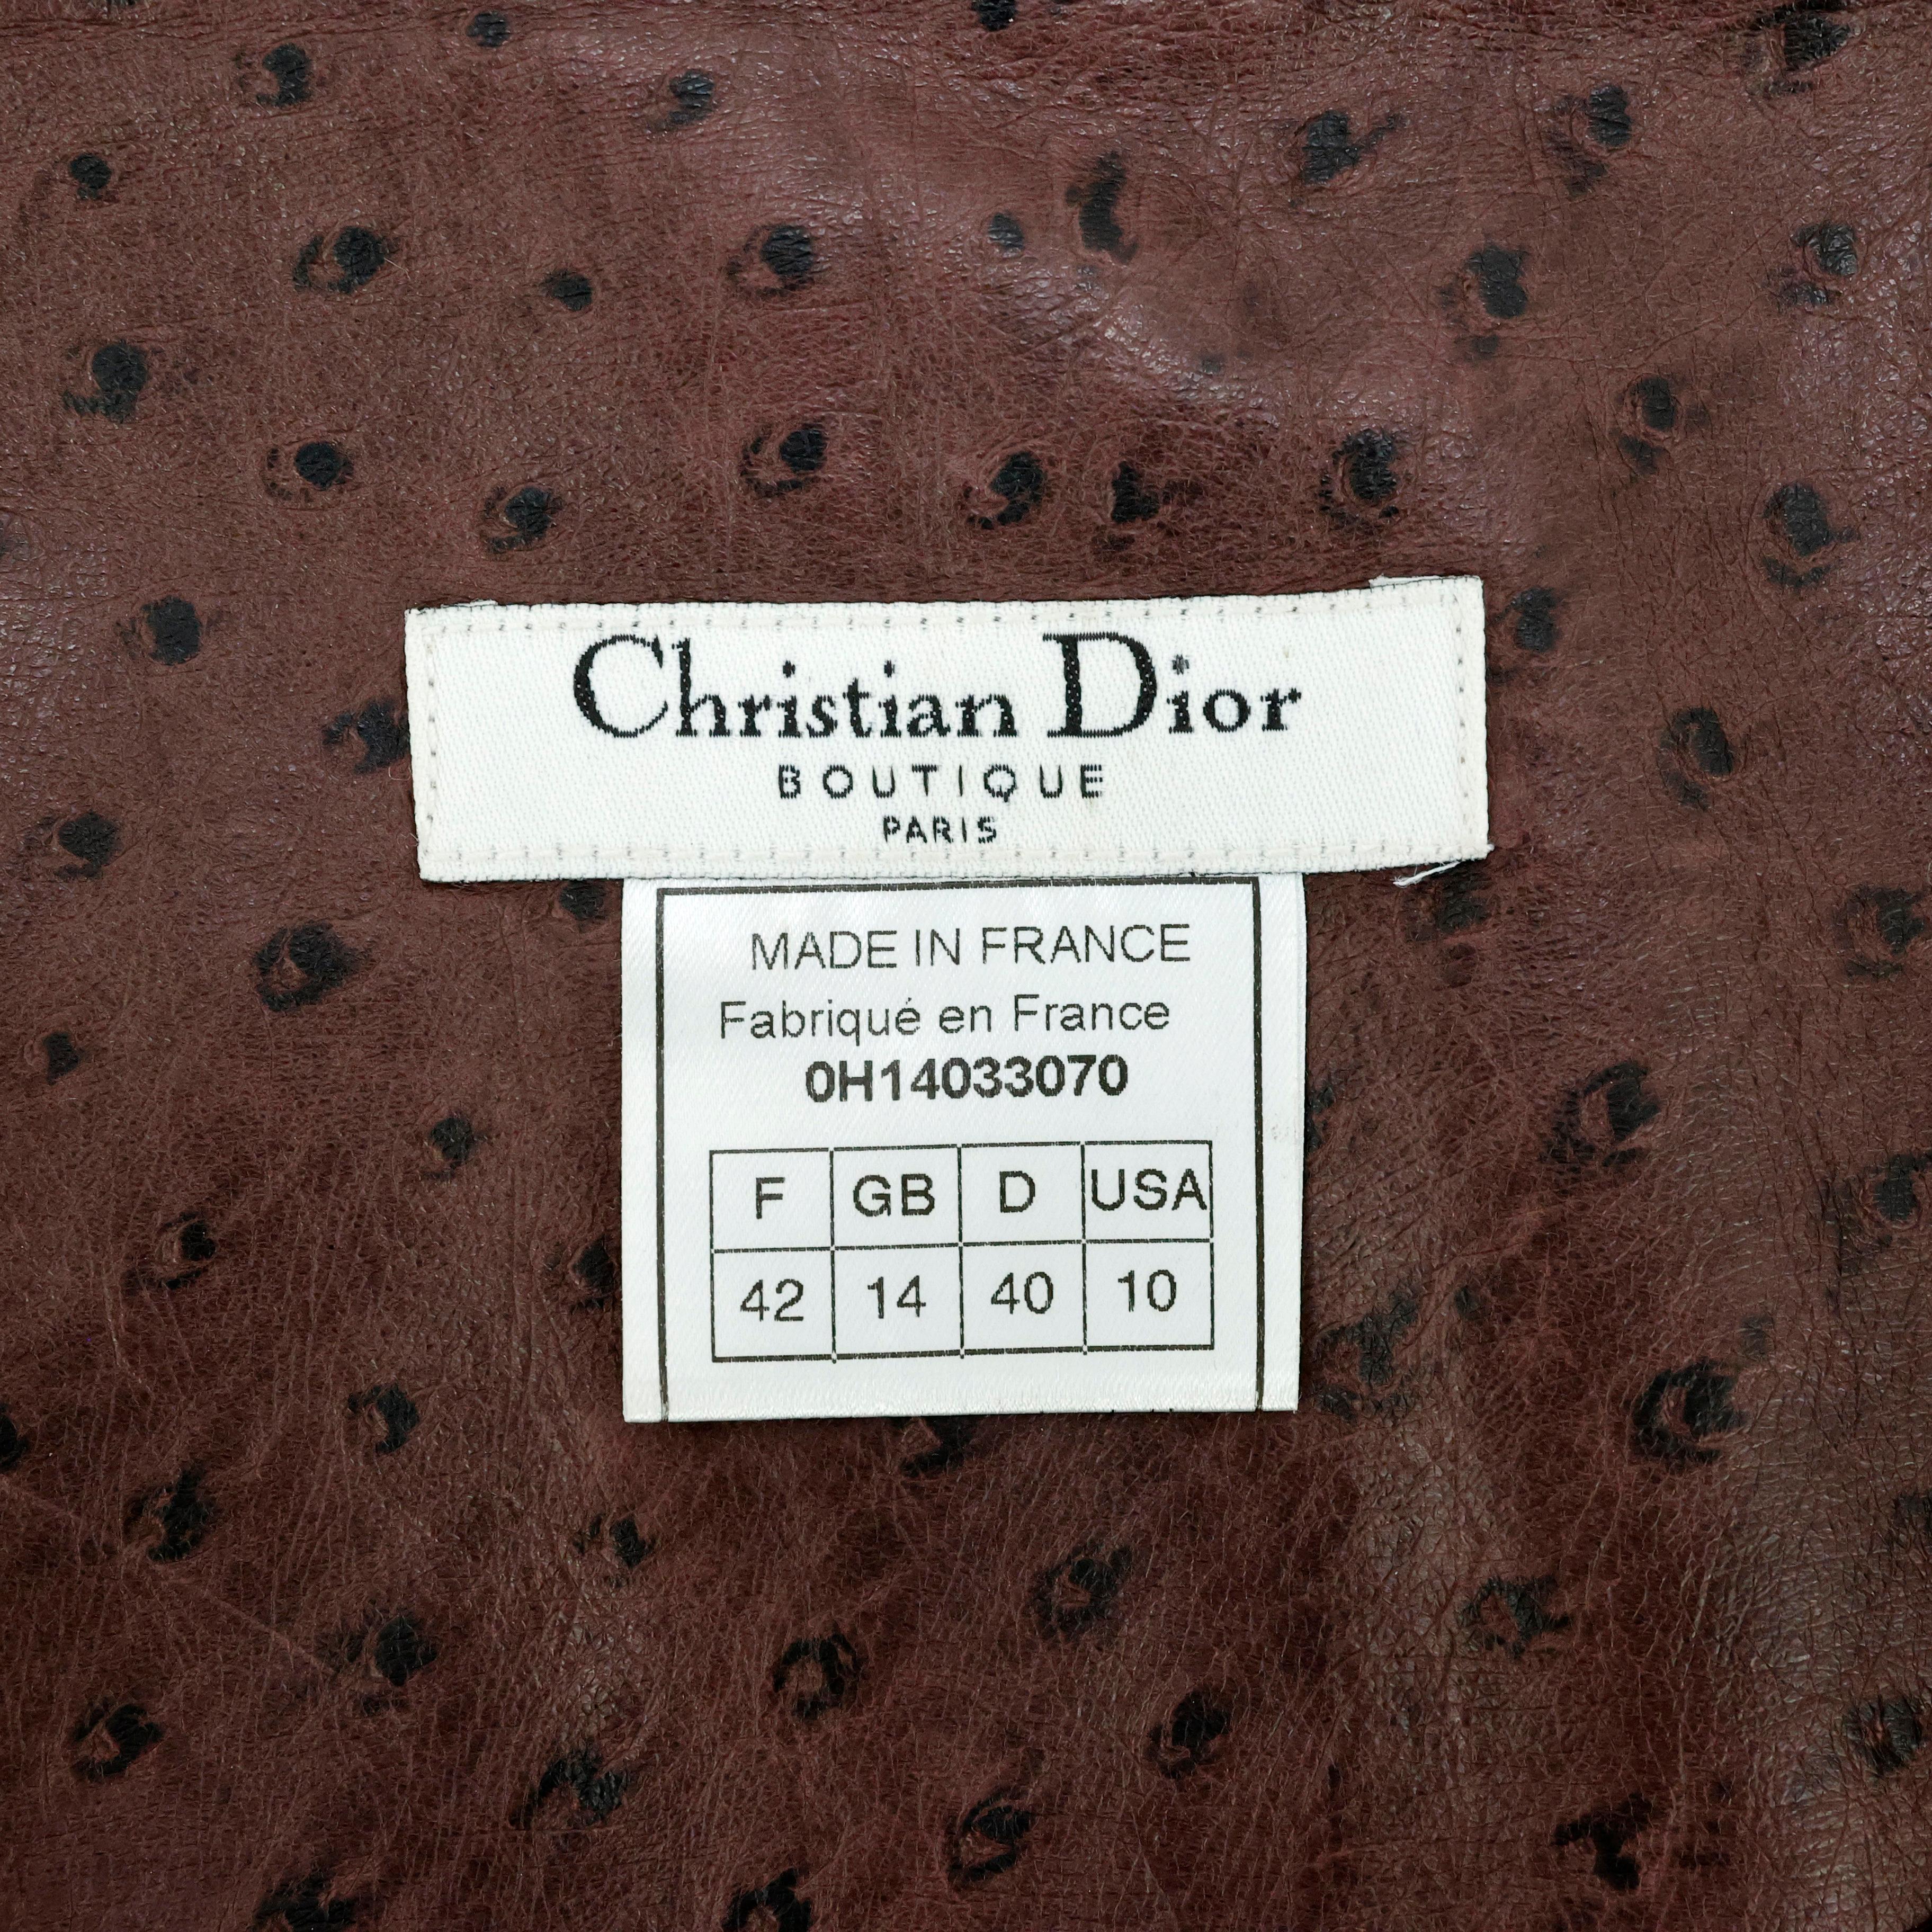 Christian Dior
BOUTIQUE
PARIS
MADE IN FRANCE
Fabriqué en France
0H14033070
F GB D USA
42 14 40 10